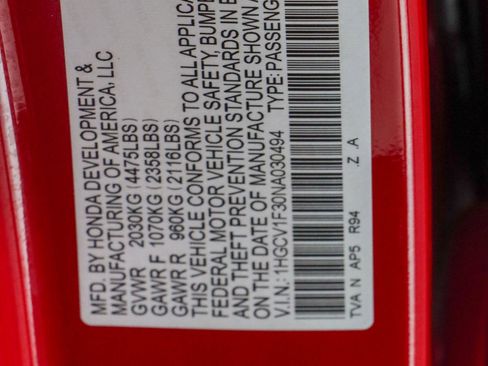 MFD. BY HONDA DEVELOPMENT &
MANUFACTURING OF AMERICA, LLC
GVWR 2030KG (4475LBS)
GAWR F 1070KG (2358LBS)
GAWR R 960KG (2116LBS)
THIS VEHICLE CONFORMS TO ALL APPLICA
FEDERAL MOTOR VEHICLE SAFETY, BUMPE
AND THEFT PREVENTION STANDARDS IN E
ON THE DATE OF MANUFACTURE SHOWN A
V.I.N.: 1HGCV1F30NA030494 TYPE: PASSENG
TVA N AP5 R94 .Z .A